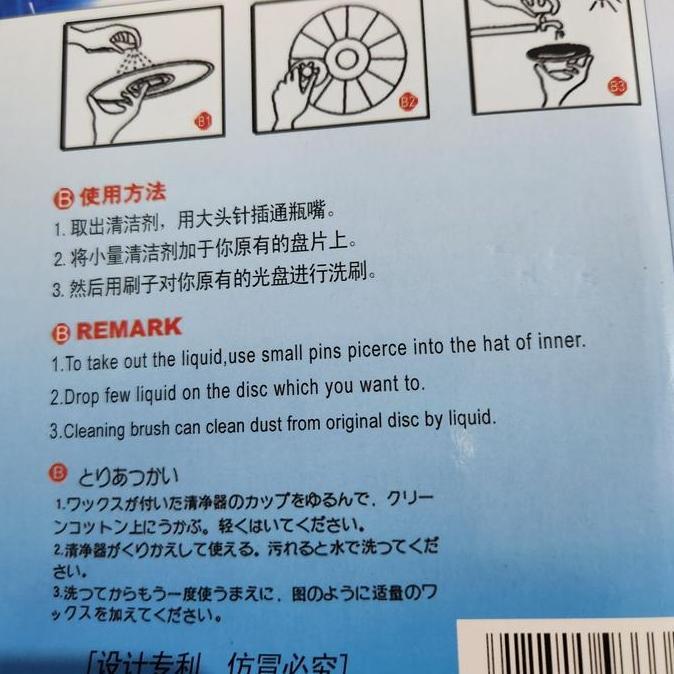 B1
B2
B3
B 使用方法
1. 取出清洁剂，用大头针插通瓶嘴。
2. 将小量清洁剂加于你原有的盘片上。
3. 然后用刷子对你原有的光盘进行洗刷。
B REMARK
1.To take out the liquid,use small pins picerce into the hat of inner.
2.Drop few liquid on the disc which you want to.
3.Cleaning brush can clean dust from original disc by liquid.
B とりあつかい
1.ワックスが付いた清浄器のカップをゆるんで、クリー
ンコットン上にうかぶ。軽くはいてください。
2.清浄器がくりかえして使える。汚れると水で洗つてくだ
さい。
3.洗つてからもう一度使うまえに、图のように适量のワ
ックスを加えてください。
[设计专利 仿冒必究]